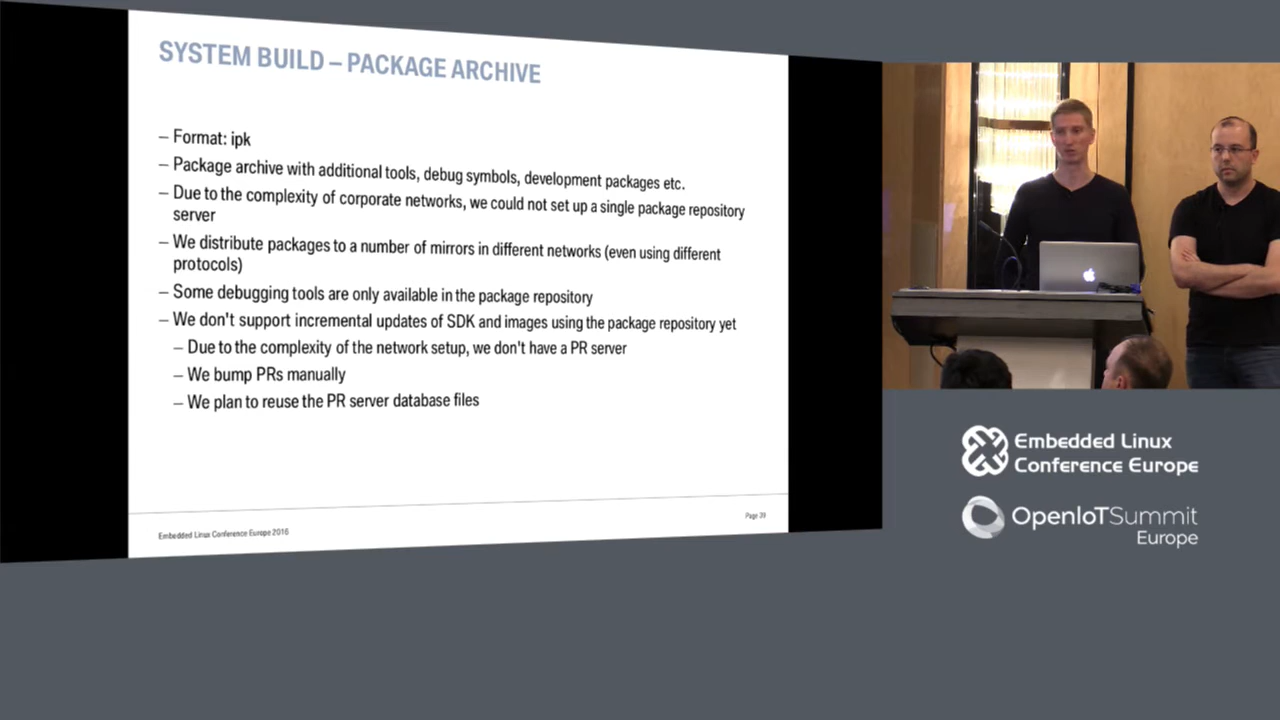 SYSTEM BUILD – PACKAGE ARCHIVE
– Format: ipk
– Package archive with additional tools, debug symbols, development packages etc.
– Due to the complexity of corporate networks, we could not set up a single package repository
server
– We distribute packages to a number of mirrors in different networks (even using different
protocols)
– Some debugging tools are only available in the package repository
– We don't support incremental updates of SDK and images using the package repository yet
– Due to the complexity of the network setup, we don't have a PR server
– We bump PRs manually
– We plan to reuse the PR server database files
Embedded Linux Conference Europe 2016
Page 39
Embedded Linux
Conference Europe
OpenIoTSummit
Europe